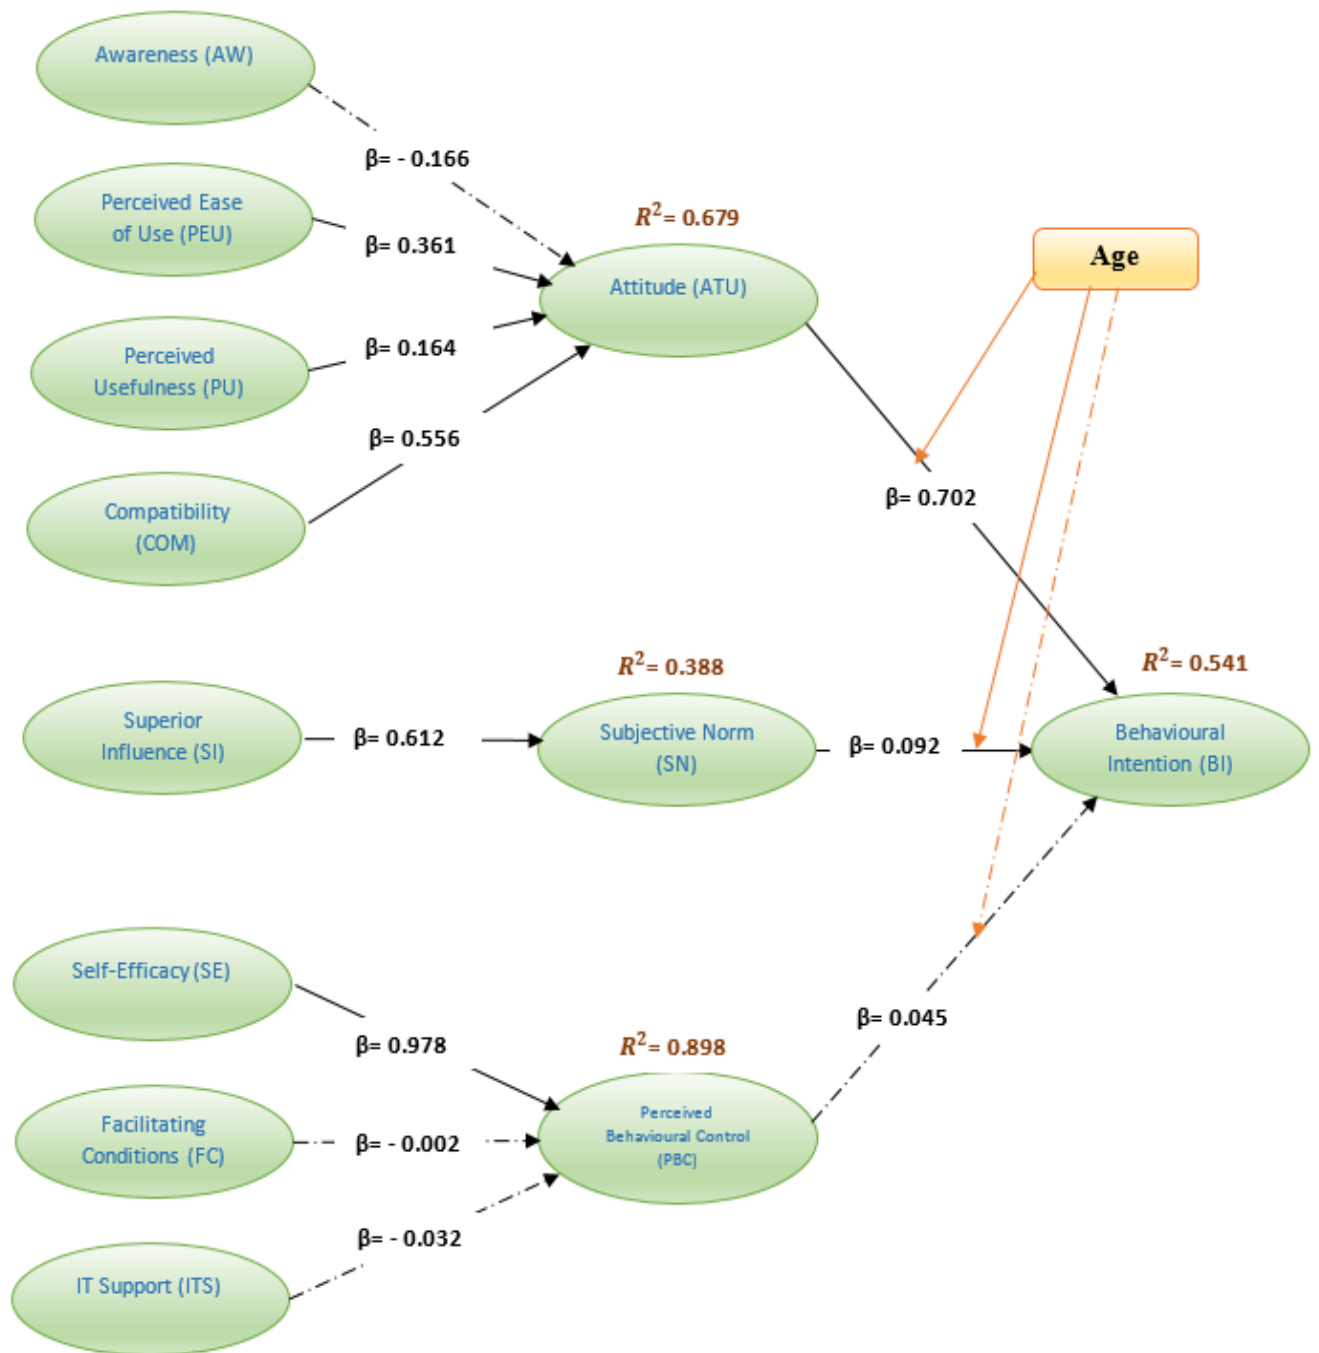 Awareness (AW)
β= - 0.166
Perceived Ease
of Use (PEU)
β= 0.361
R²= 0.679
Attitude (ATU)
Age
Perceived
Usefulness (PU)
β= 0.164
Compatibility
(COM)
β= 0.556
β= 0.702
Superior
Influence (SI)
β= 0.612
R²= 0.388
Subjective Norm
(SN)
β= 0.092
R²= 0.541
Behavioural
Intention (BI)
Self-Efficacy (SE)
β= 0.978
R²= 0.898
Perceived
Behavioural Control
(PBC)
β= 0.045
Facilitating
Conditions (FC)
β= - 0.002
IT Support (ITS)
β= - 0.032